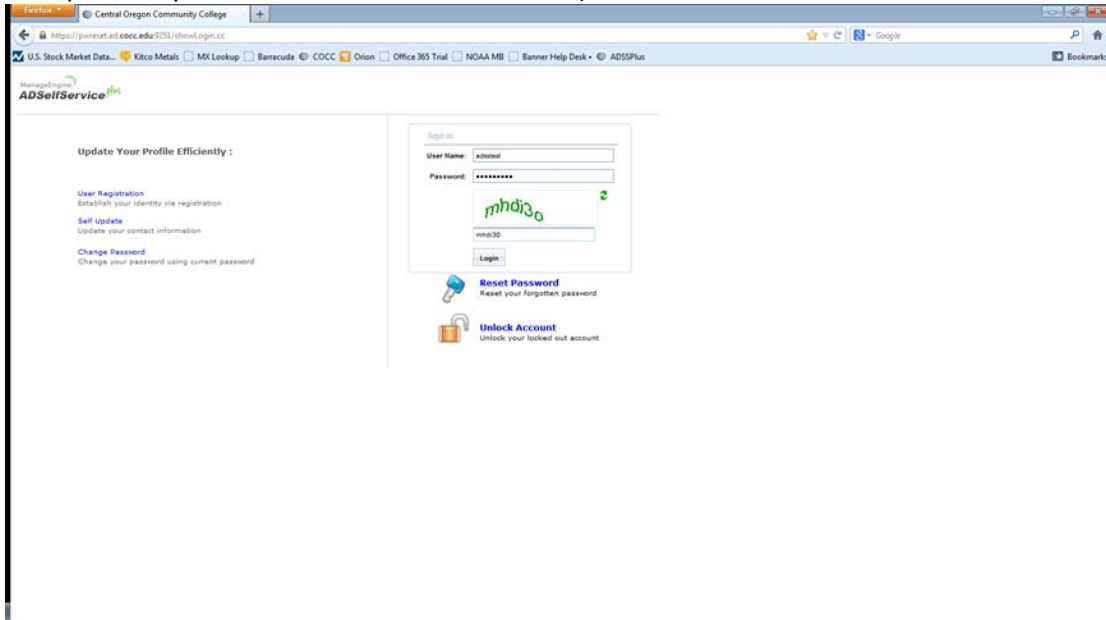 Firefox
Central Oregon Community College
https://pwreset.ad.cocc.edu:9251/showLogin.cc
Google
U.S. Stock Market Data... Kitco Metals MX Lookup Barracuda COCC Orion Office 365 Trial NOAA MB Banner Help Desk ADSSPlus
Bookmarks
ManageEngine
ADSelfService plus
Sign in
Update Your Profile Efficiently :
User Name: adsstest
Password: •••••••••
User Registration
Establish your identity via registration
mhdi3o
Self Update
Update your contact information
mhdi30
Change Password
Change your password using current password
Login
Reset Password
Reset your forgotten password
Unlock Account
Unlock your locked out account